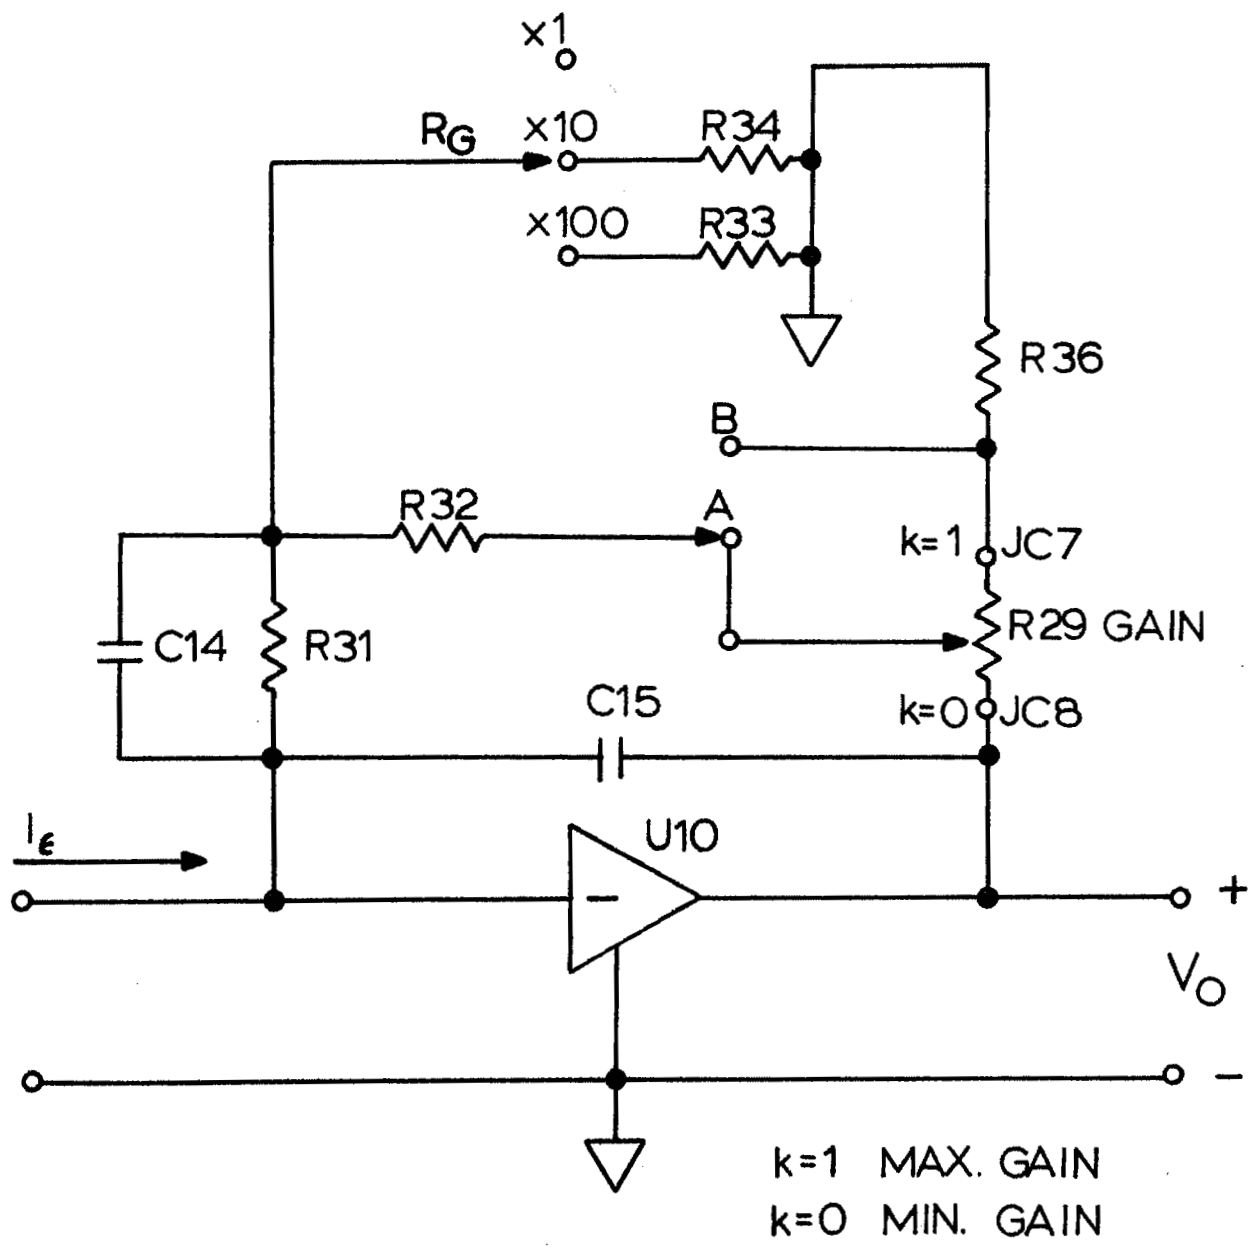 x1
RG
x10
R34
x100
R33
R36
B
R32
A
k=1
JC7
C14
R31
R29 GAIN
C15
k=0
JC8
Iϵ
U10
−
+
VO
−
k=1 MAX. GAIN
k=0 MIN. GAIN